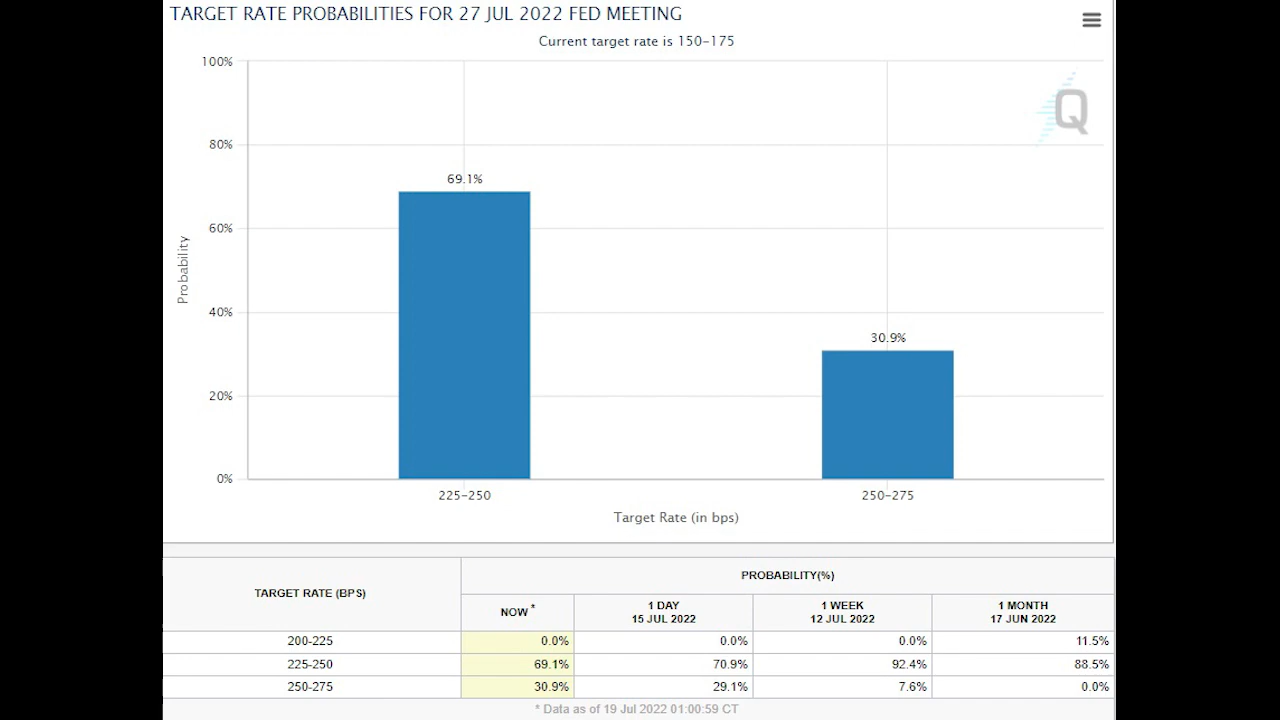 TARGET RATE PROBABILITIES FOR 27 JUL 2022 FED MEETING
Current target rate is 150-175
100%
80%
60%
40%
20%
0%
Probability
69.1%
30.9%
Q
225-250
250-275
Target Rate (in bps)
TARGET RATE (BPS)
PROBABILITY(%)
NOW *
1 DAY
15 JUL 2022
1 WEEK
12 JUL 2022
1 MONTH
17 JUN 2022
200-225 0.0% 0.0% 0.0% 11.5%
225-250 69.1% 70.9% 92.4% 88.5%
250-275 30.9% 29.1% 7.6% 0.0%
* Data as of 19 Jul 2022 01:00:59 CT